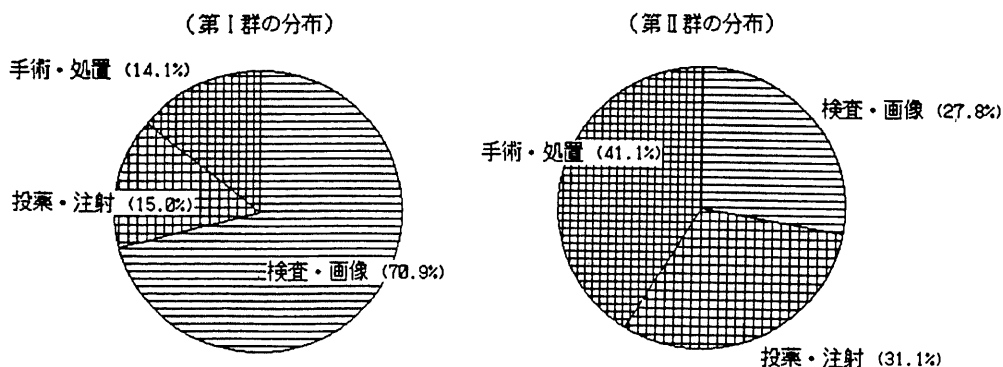 (第Ⅰ群の分布)
手術・処置 (14.1%)
投薬・注射 (15.0%)
検査・画像 (70.9%)
(第Ⅱ群の分布)
検査・画像 (27.8%)
手術・処置 (41.1%)
投薬・注射 (31.1%)